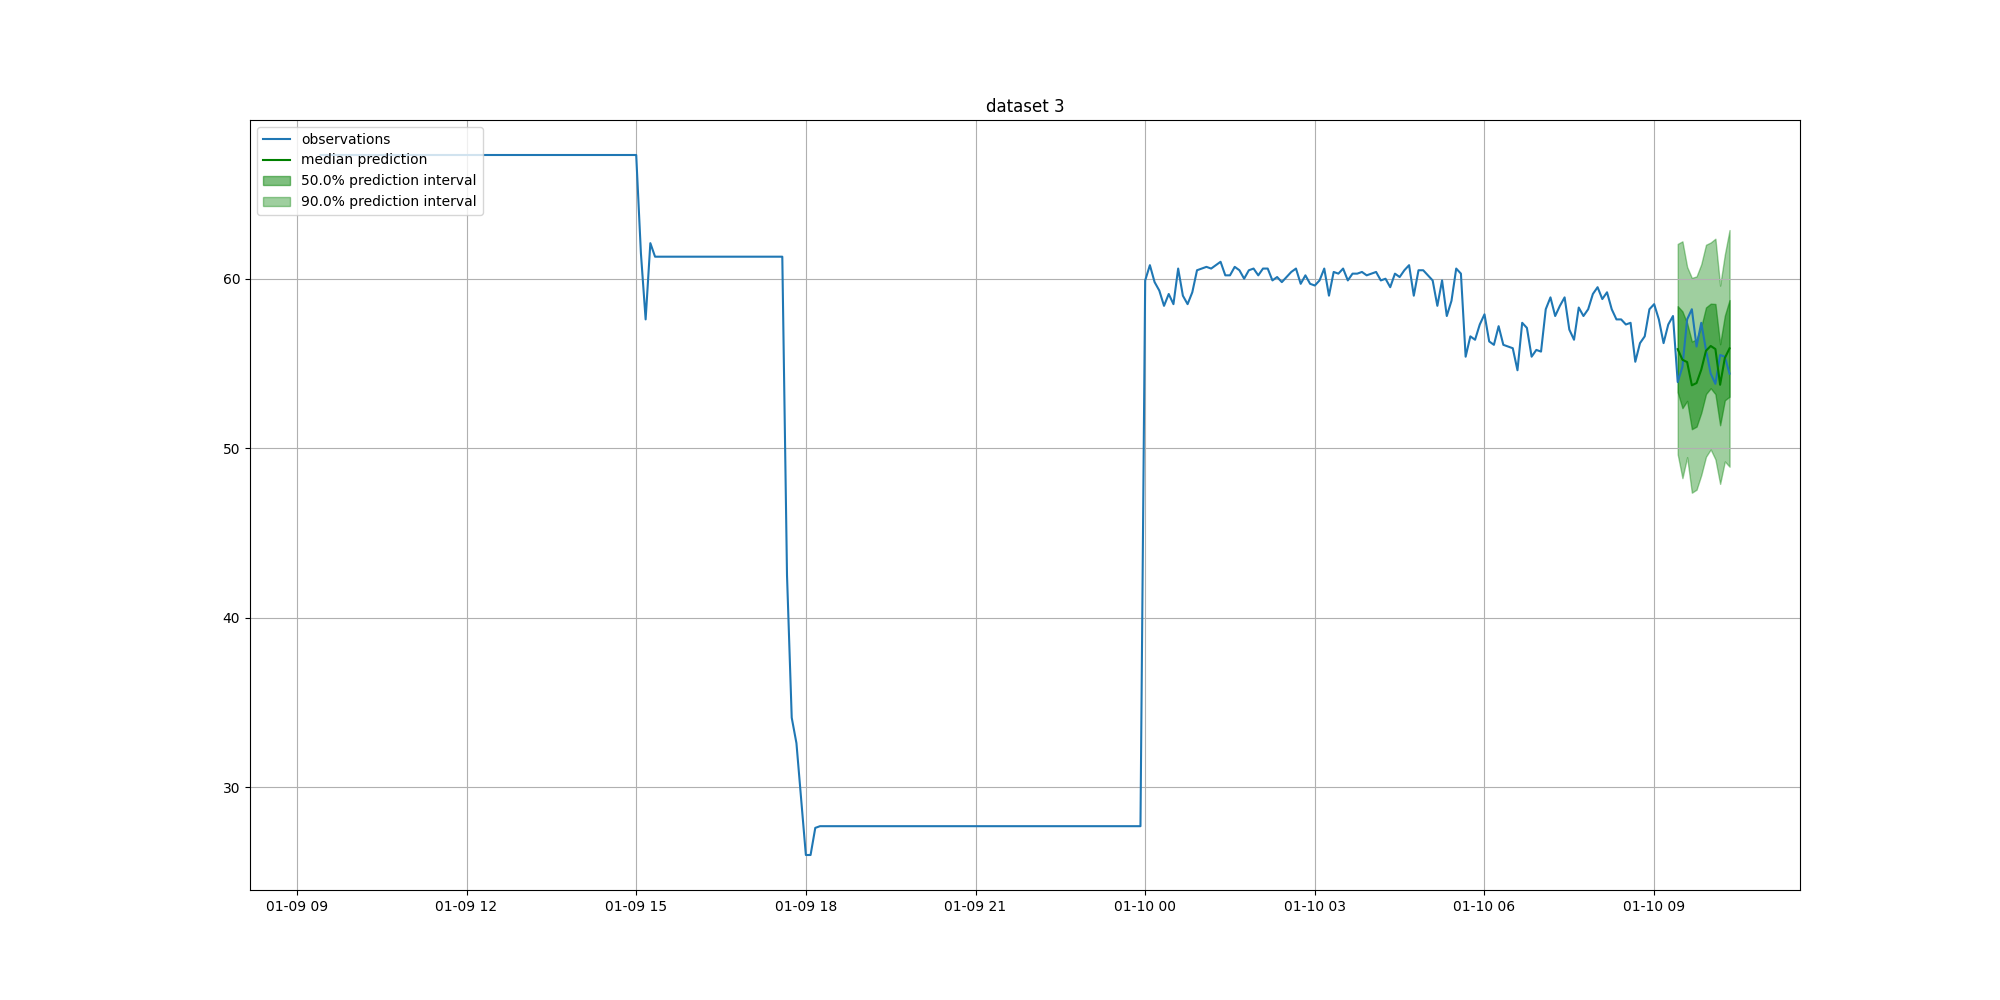 dataset 3
observations
median prediction
50.0% prediction interval
90.0% prediction interval
60
50
40
30
01-09 09
01-09 12
01-09 15
01-09 18
01-09 21
01-10 00
01-10 03
01-10 06
01-10 09